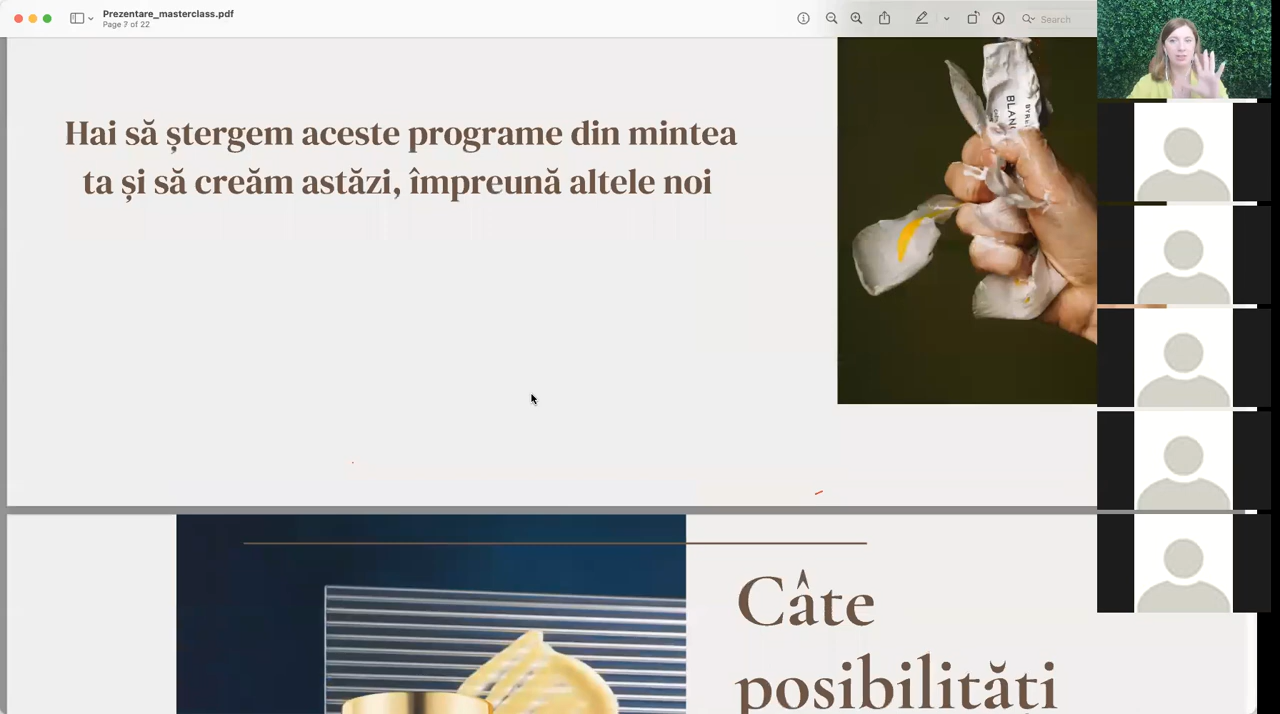 Prezentare_masterclass.pdf
Page 7 of 22
Search
Hai să ștergem aceste programe din mintea
ta și să creăm astăzi, împreună altele noi
BLANC
Câte
posibilități